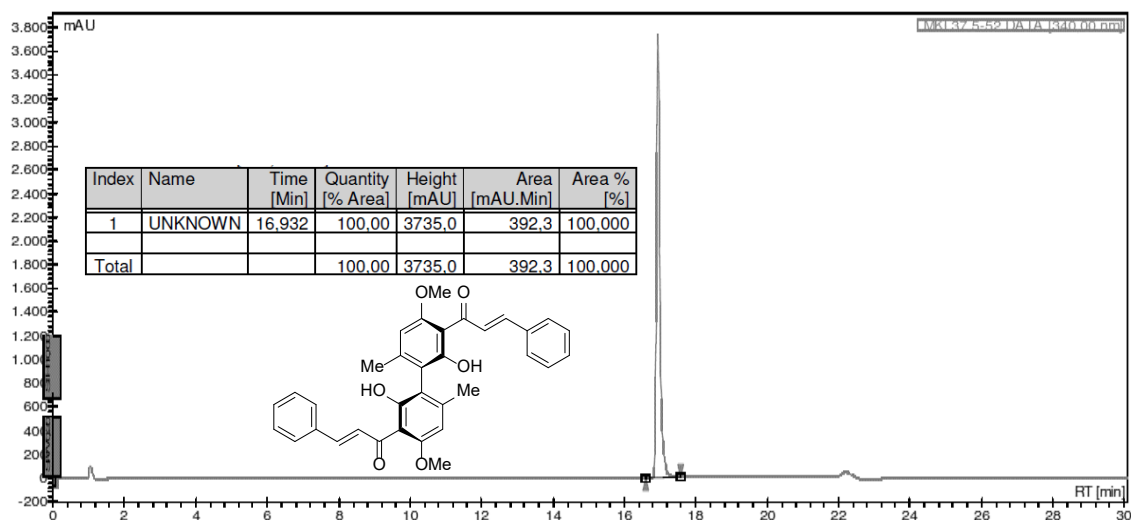 mAU
MKI 37.5-52.DATA [340.00 nm]
3.800
3.600
3.400
3.200
3.000
2.800
2.600
2.400
2.200
2.000
1.800
1.600
1.400
1.200
1.000
800
600
400
200
0
-200
Index Name Time [Min] Quantity [% Area] Height [mAU] Area [mAU.Min] Area % [%]
1 UNKNOWN 16,932 100,00 3735,0 392,3 100,000
Total 100,00 3735,0 392,3 100,000
OMe O
Me OH
HO Me
O OMe
RT [min]
0 2 4 6 8 10 12 14 16 18 20 22 24 26 28 30